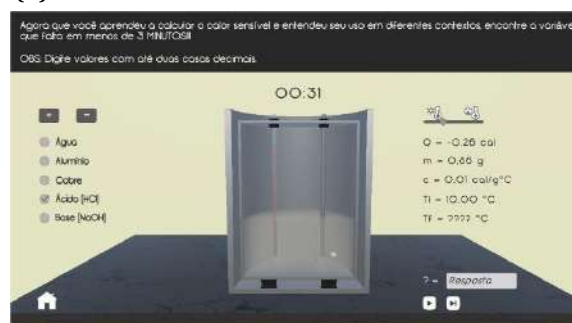 Agora que você aprendeu a calcular o calor sensível e entendeu seu uso em diferentes contextos, encontre a variáve
que falta em menos de 3 MINUTOS!!!
OBS: Digite valores com até duas casas decimais.
00:31
+ -
Água
Alumínio
Cobre
Ácido (HCl)
Base (NaOH)
Q = -0.26 cal
m = 0,66 g
c = 0.01 cal/g°C
Ti = 10.00 °C
Tf = ???? °C
? = Resposta